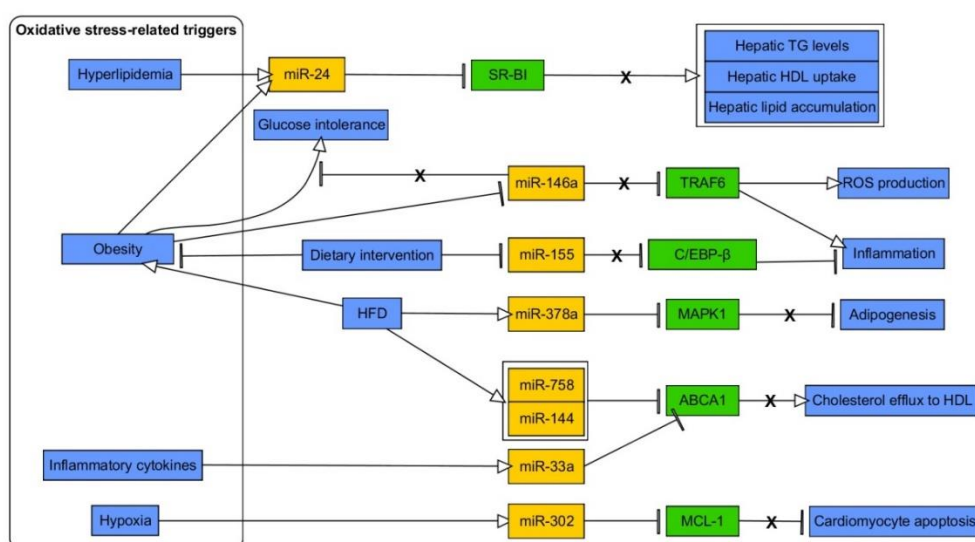 Oxidative stress-related triggers
Hyperlipidemia
miR-24
SR-BI
X
Hepatic TG levels
Hepatic HDL uptake
Hepatic lipid accumulation
Glucose intolerance
X
miR-146a
X
TRAF6
ROS production
Obesity
Dietary intervention
miR-155
X
C/EBP-β
Inflammation
HFD
miR-378a
MAPK1
X
Adipogenesis
miR-758
miR-144
ABCA1
X
Cholesterol efflux to HDL
Inflammatory cytokines
miR-33a
Hypoxia
miR-302
MCL-1
X
Cardiomyocyte apoptosis